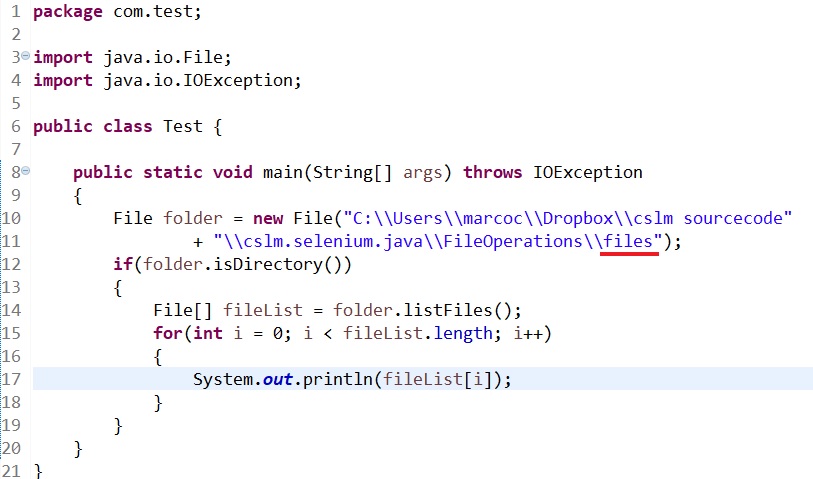 1 package com.test;
2
3 import java.io.File;
4 import java.io.IOException;
5
6 public class Test {
7
8     public static void main(String[] args) throws IOException
9     {
10         File folder = new File("C:\\Users\\marcoc\\Dropbox\\cslm sourcecode"
11                 + "\\cslm.selenium.java\\FileOperations\\files");
12         if(folder.isDirectory())
13         {
14             File[] fileList = folder.listFiles();
15             for(int i = 0; i < fileList.length; i++)
16             {
17                 System.out.println(fileList[i]);
18             }
19         }
20     }
21 }